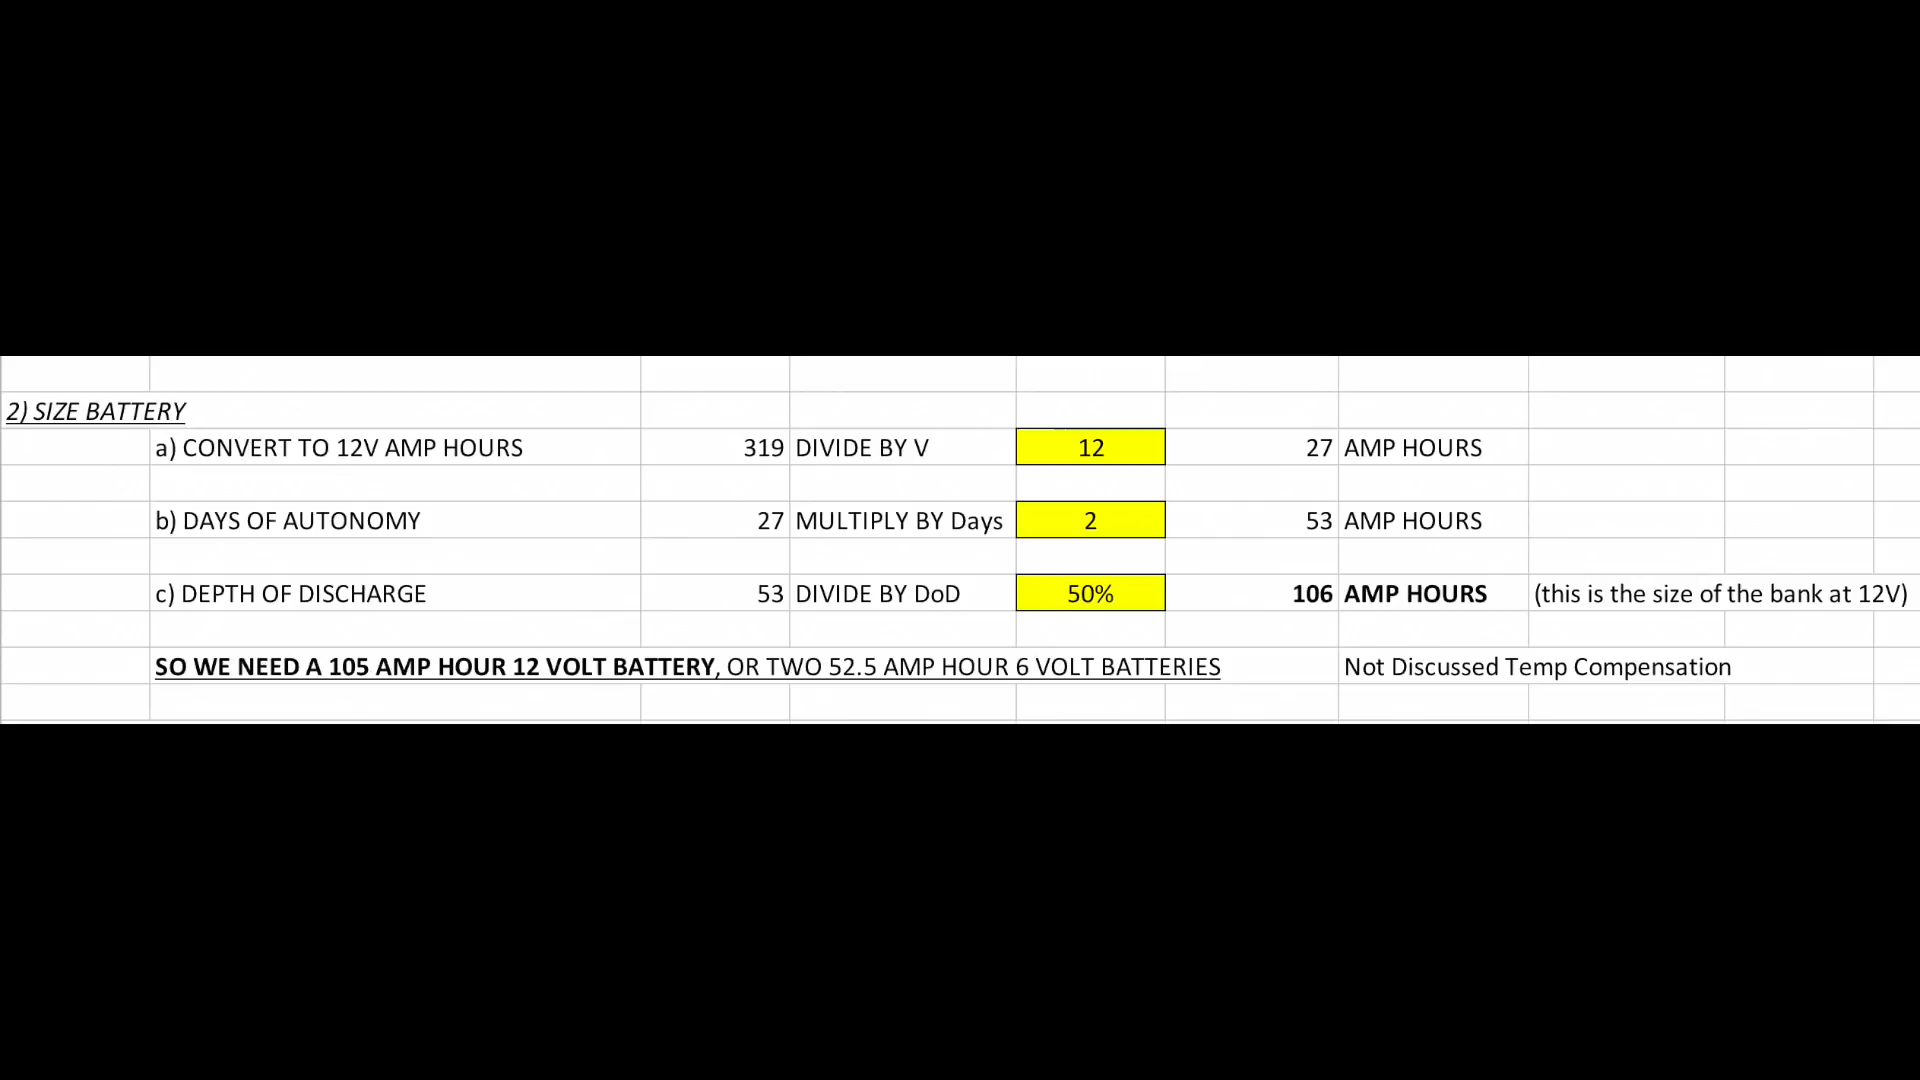 2) SIZE BATTERY
a) CONVERT TO 12V AMP HOURS 319 DIVIDE BY V 12 27 AMP HOURS
b) DAYS OF AUTONOMY 27 MULTIPLY BY Days 2 53 AMP HOURS
c) DEPTH OF DISCHARGE 53 DIVIDE BY DoD 50% 106 AMP HOURS (this is the size of the bank at 12V)
SO WE NEED A 105 AMP HOUR 12 VOLT BATTERY, OR TWO 52.5 AMP HOUR 6 VOLT BATTERIES Not Discussed Temp Compensation